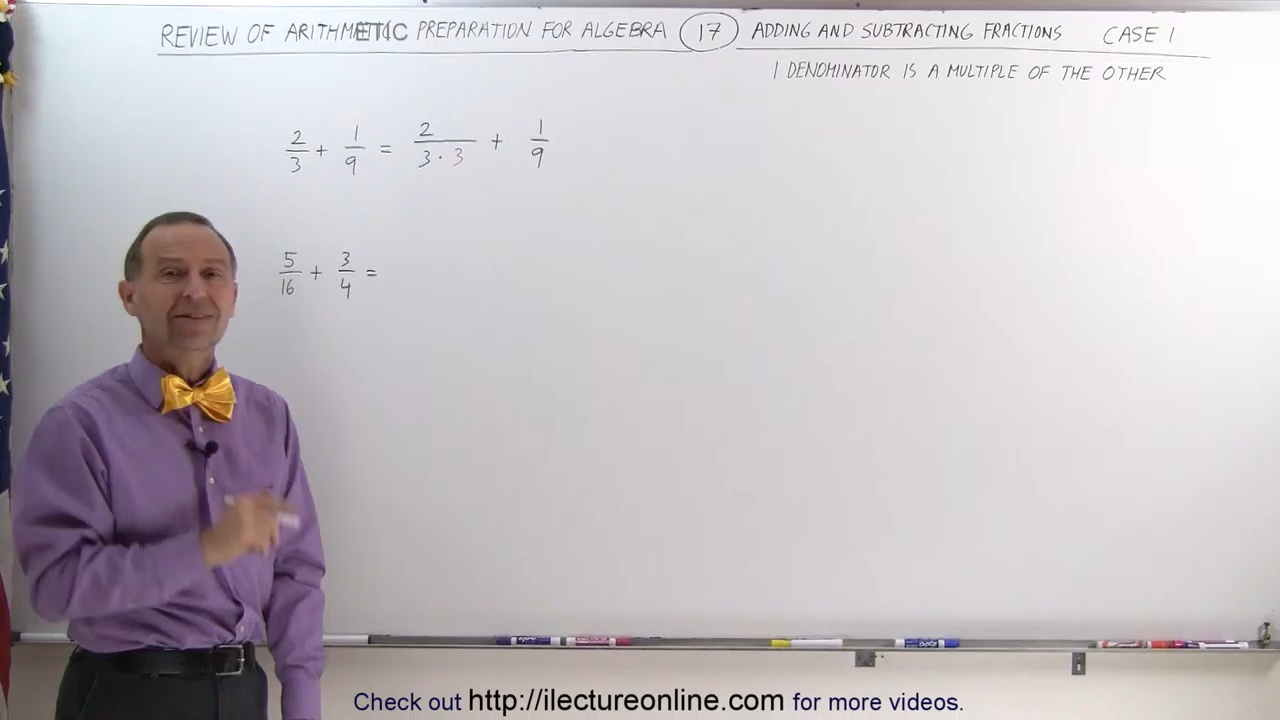 REVIEW OF ARITHMETIC PREPARATION FOR ALGEBRA 17 ADDING AND SUBTRACTING FRACTIONS CASE 1
1 DENOMINATOR IS A MULTIPLE OF THE OTHER
2/3 + 1/9 = 2/3·3 + 1/9
5/16 + 3/4 =
Check out http://ilectureonline.com for more videos.